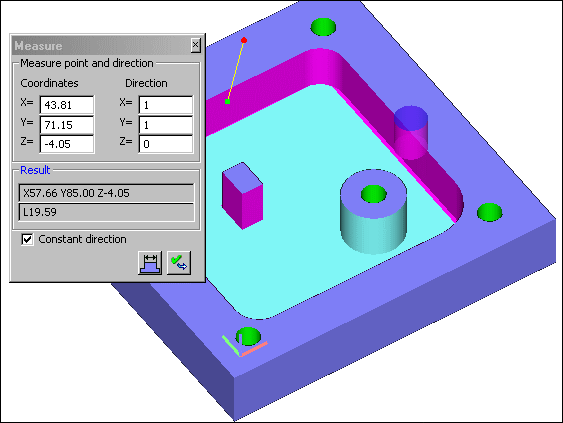 Measure
Measure point and direction
Coordinates Direction
X= 43.81 X= 1
Y= 71.15 Y= 1
Z= -4.05 Z= 0
Result
X57.66 Y85.00 Z-4.05
L19.59
Constant direction